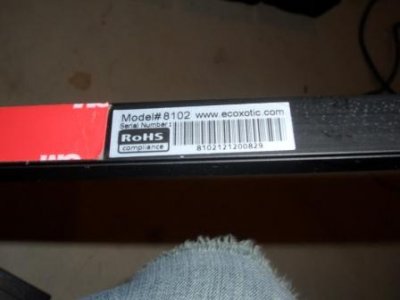 Model# 8102 www.ecoxotic.com
Serial Number:
RoHS
compliance
8102121200829